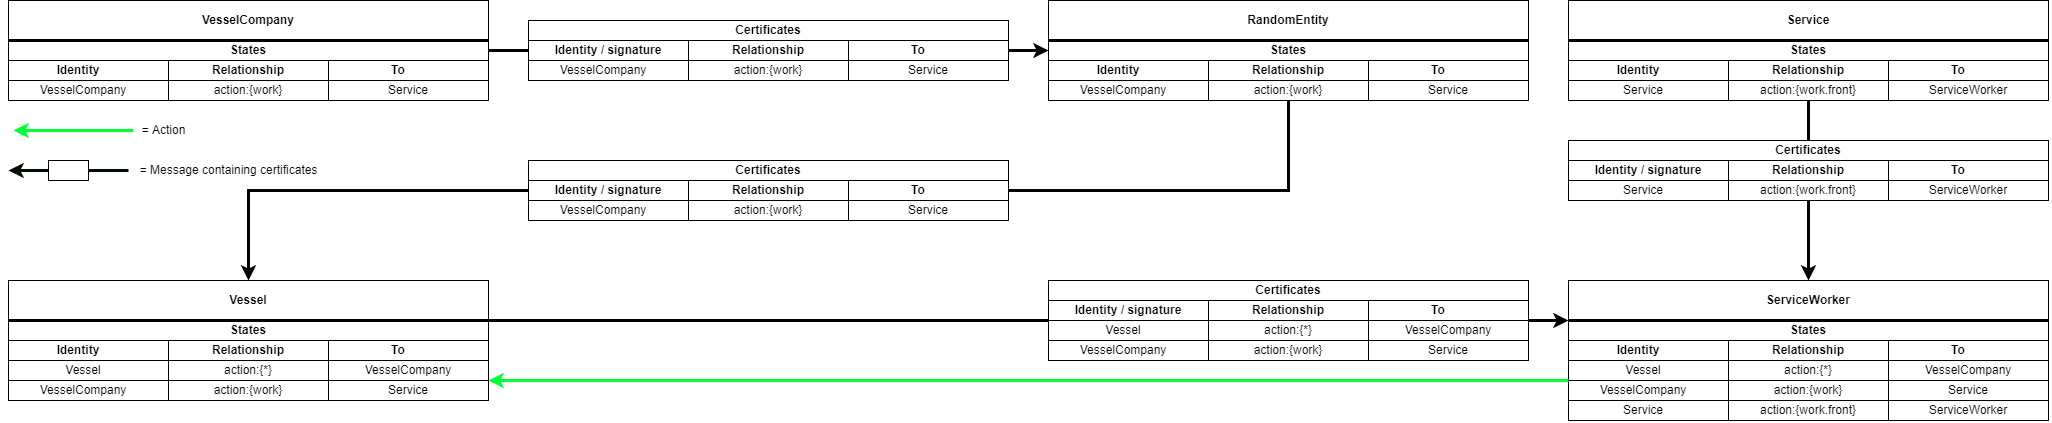 VesselCompany
States
Identity Relationship To
VesselCompany action:{work} Service
Certificates
Identity / signature Relationship To
VesselCompany action:{work} Service
RandomEntity
States
Identity Relationship To
VesselCompany action:{work} Service
Service
States
Identity Relationship To
Service action:{work.front} ServiceWorker
= Action
= Message containing certificates
Certificates
Identity / signature Relationship To
VesselCompany action:{work} Service
Certificates
Identity / signature Relationship To
Service action:{work.front} ServiceWorker
Vessel
States
Identity Relationship To
Vessel action:{*} VesselCompany
VesselCompany action:{work} Service
Certificates
Identity / signature Relationship To
Vessel action:{*} VesselCompany
VesselCompany action:{work} Service
ServiceWorker
States
Identity Relationship To
Vessel action:{*} VesselCompany
VesselCompany action:{work} Service
Service action:{work.front} ServiceWorker